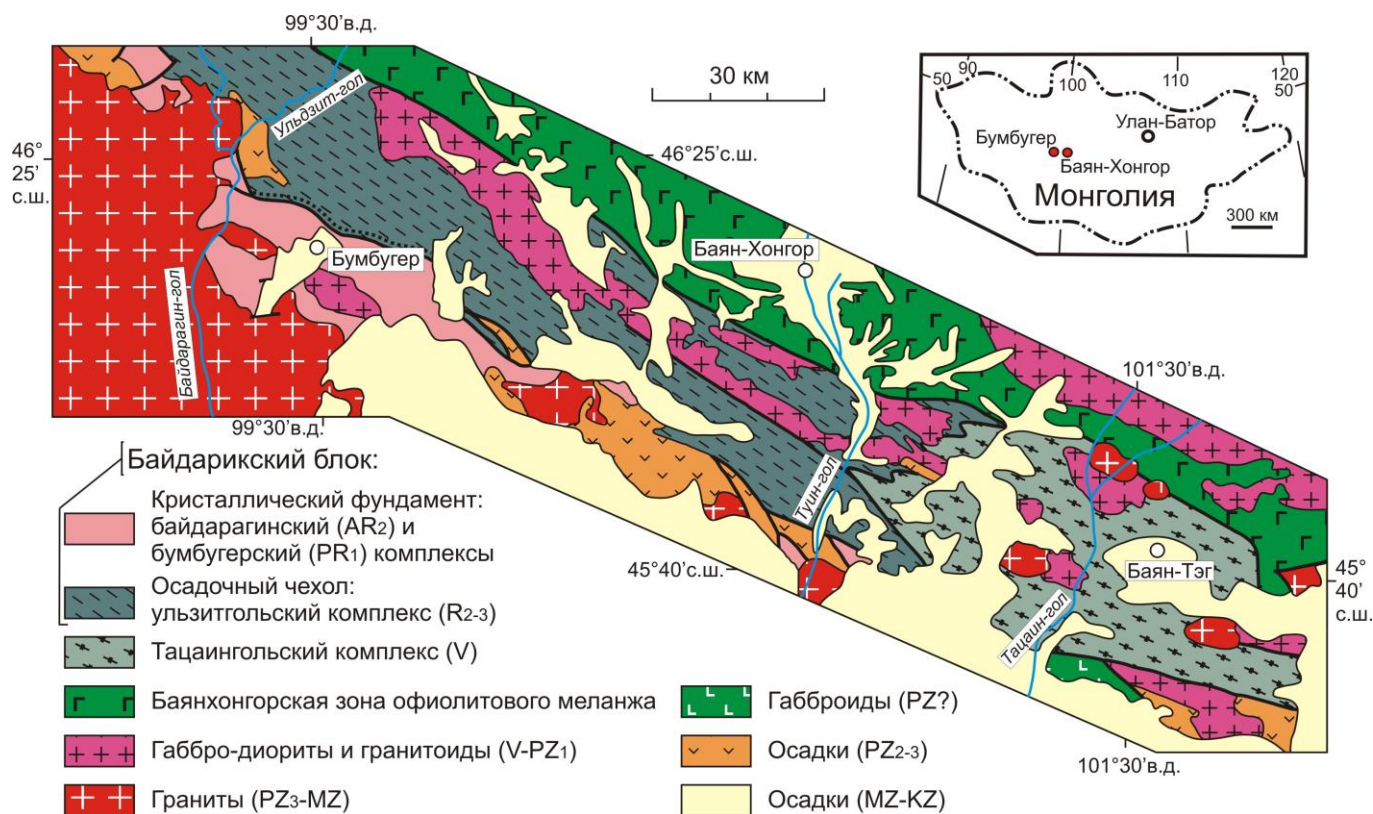 99°30'в.д.
30 км
46°
25'
с.ш.
46°25'с.ш.
Ульдзит-гол
Бумбугер
Баян-Хонгор
Байдарагин-гол
99°30'в.д.
101°30'в.д.
Туин-гол
45°40'с.ш.
Баян-Тэг
45°
40'
с.ш.
Тацаин-гол
101°30'в.д.
90
100
110
120
50
50
Улан-Батор
Бумбугер
Баян-Хонгор
Монголия
300 км
Байдарикский блок:
Кристаллический фундамент:
байдарагинский (AR2) и
бумбугерский (PR1) комплексы
Осадочный чехол:
ульзитгольский комплекс (R2-3)
Тацаингольский комплекс (V)
Баянхонгорская зона офиолитового меланжа
Габбро-диориты и гранитоиды (V-PZ1)
Граниты (PZ3-MZ)
Габброиды (PZ?)
Осадки (PZ2-3)
Осадки (MZ-KZ)